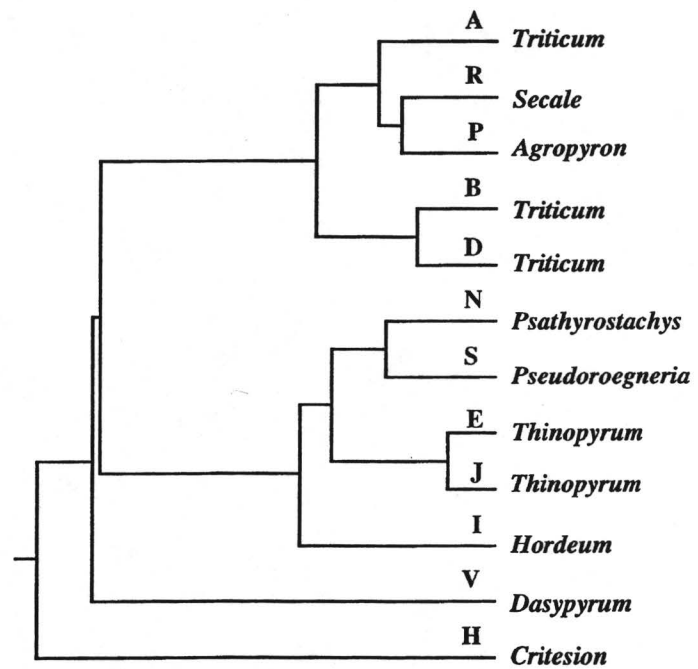 A
Triticum
R
Secale
P
Agropyron
B
Triticum
D
Triticum
N
Psathyrostachys
S
Pseudoroegneria
E
Thinopyrum
J
Thinopyrum
I
Hordeum
V
Dasypyrum
H
Critesion